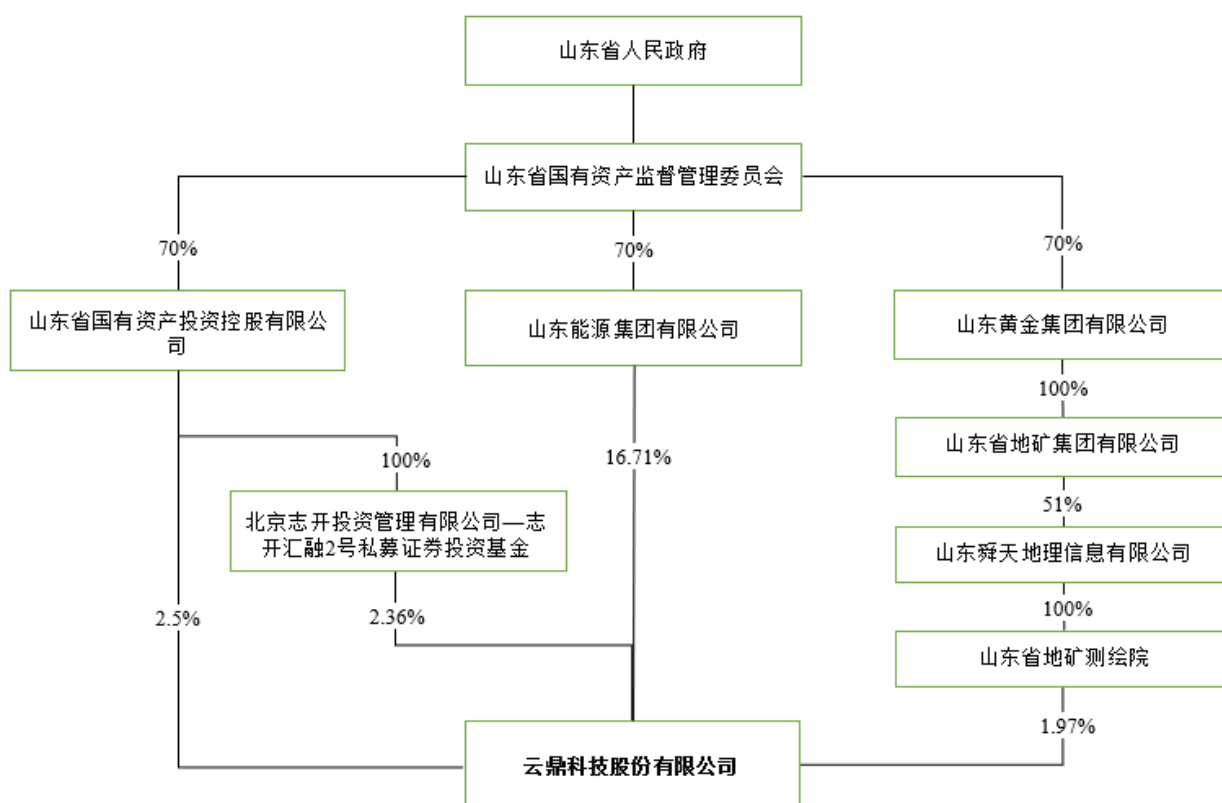 山东省人民政府
山东省国有资产监督管理委员会
70%
70%
70%
山东省国有资产投资控股有限公
司
山东能源集团有限公司
山东黄金集团有限公司
100%
山东省地矿集团有限公司
100%
16.71%
51%
北京志开投资管理有限公司—志
开汇融2号私募证券投资基金
山东舜天地理信息有限公司
2.5%
2.36%
100%
山东省地矿测绘院
1.97%
云鼎科技股份有限公司